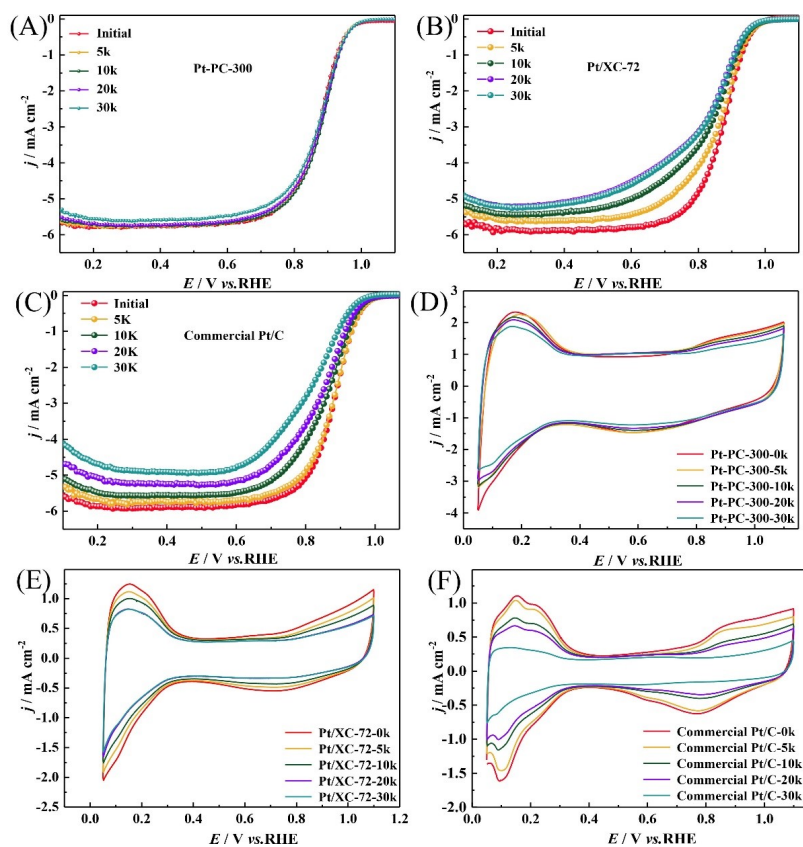 (A)
Initial
5k
10k
20k
30k
Pt-PC-300
0
-1
-2
-3
-4
-5
-6
j / mA cm⁻²
0.2 0.4 0.6 0.8 1.0
E / V vs.RHE
(B)
Initial
5k
10k
20k
30k
Pt/XC-72
0
-1
-2
-3
-4
-5
-6
j / mA cm⁻²
0.2 0.4 0.6 0.8 1.0
E / V vs.RHE
(C)
Initial
5K
10K
20K
30K
Commercial Pt/C
0
-1
-2
-3
-4
-5
-6
j / mA cm⁻²
0.2 0.4 0.6 0.8 1.0
E / V vs.RHE
(D)
3
2
1
0
-1
-2
-3
-4
j / mA cm⁻²
Pt-PC-300-0k
Pt-PC-300-5k
Pt-PC-300-10k
Pt-PC-300-20k
Pt-PC-300-30k
0.0 0.2 0.4 0.6 0.8 1.0
E / V vs.RHE
(E)
1.5
1.0
0.5
0.0
-0.5
-1.0
-1.5
-2.0
-2.5
j / mA cm⁻²
Pt/XC-72-0k
Pt/XC-72-5k
Pt/XC-72-10k
Pt/XC-72-20k
Pt/XC-72-30k
0.0 0.2 0.4 0.6 0.8 1.0 1.2
E / V vs.RHE
(F)
1.0
0.5
0.0
-0.5
-1.0
-1.5
-2.0
j / mA cm⁻²
Commercial Pt/C-0k
Commercial Pt/C-5k
Commercial Pt/C-10k
Commercial Pt/C-20k
Commercial Pt/C-30k
0.0 0.2 0.4 0.6 0.8 1.0
E / V vs.RHE